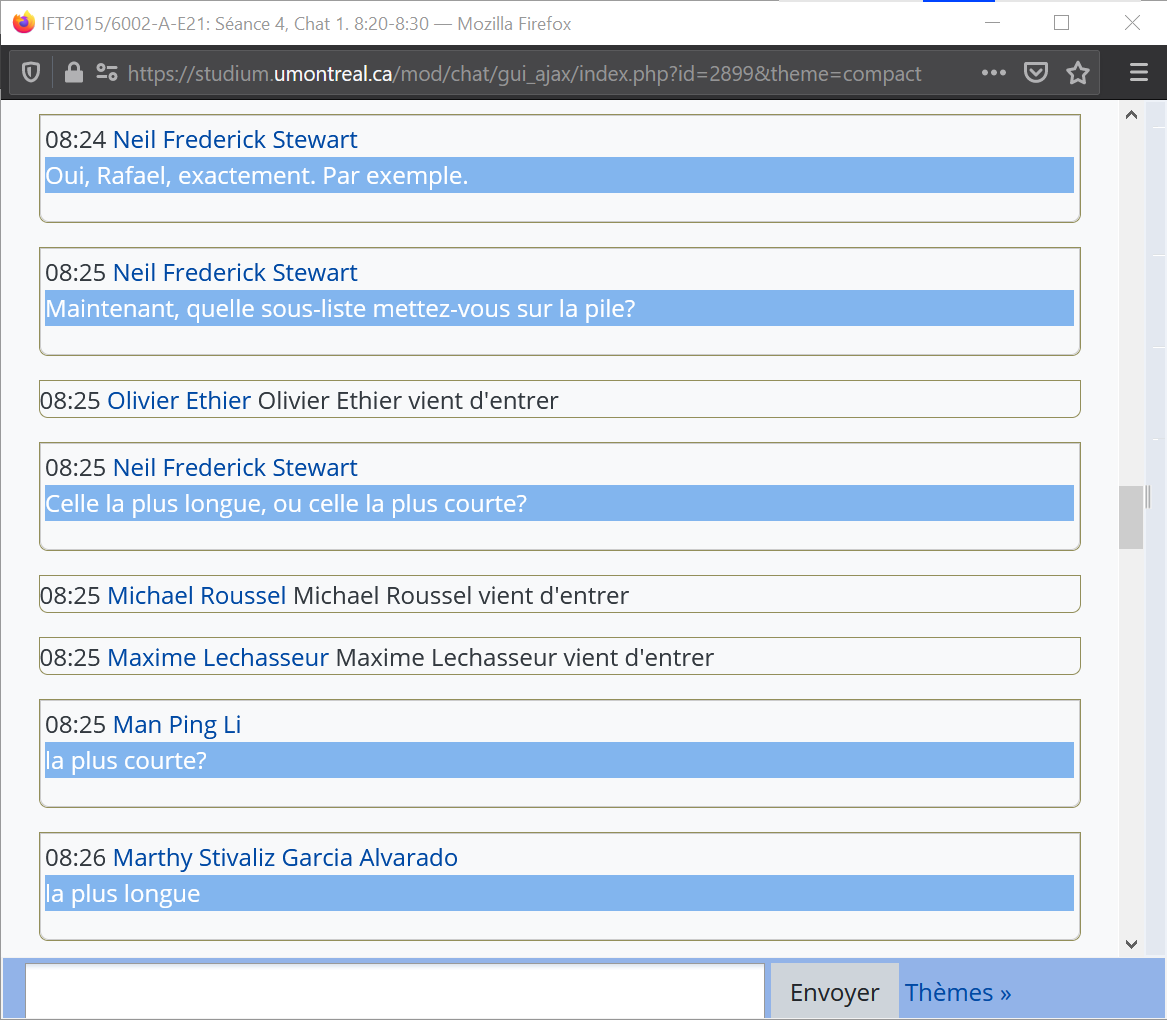 IFT2015/6002-A-E21: Séance 4, Chat 1. 8:20-8:30 — Mozilla Firefox
https://studium.umontreal.ca/mod/chat/gui_ajax/index.php?id=2899&theme=compact
08:24 Neil Frederick Stewart
Oui, Rafael, exactement. Par exemple.
08:25 Neil Frederick Stewart
Maintenant, quelle sous-liste mettez-vous sur la pile?
08:25 Olivier Ethier Olivier Ethier vient d'entrer
08:25 Neil Frederick Stewart
Celle la plus longue, ou celle la plus courte?
08:25 Michael Roussel Michael Roussel vient d'entrer
08:25 Maxime Lechasseur Maxime Lechasseur vient d'entrer
08:25 Man Ping Li
la plus courte?
08:26 Marthy Stivaliz Garcia Alvarado
la plus longue
Envoyer Thèmes »